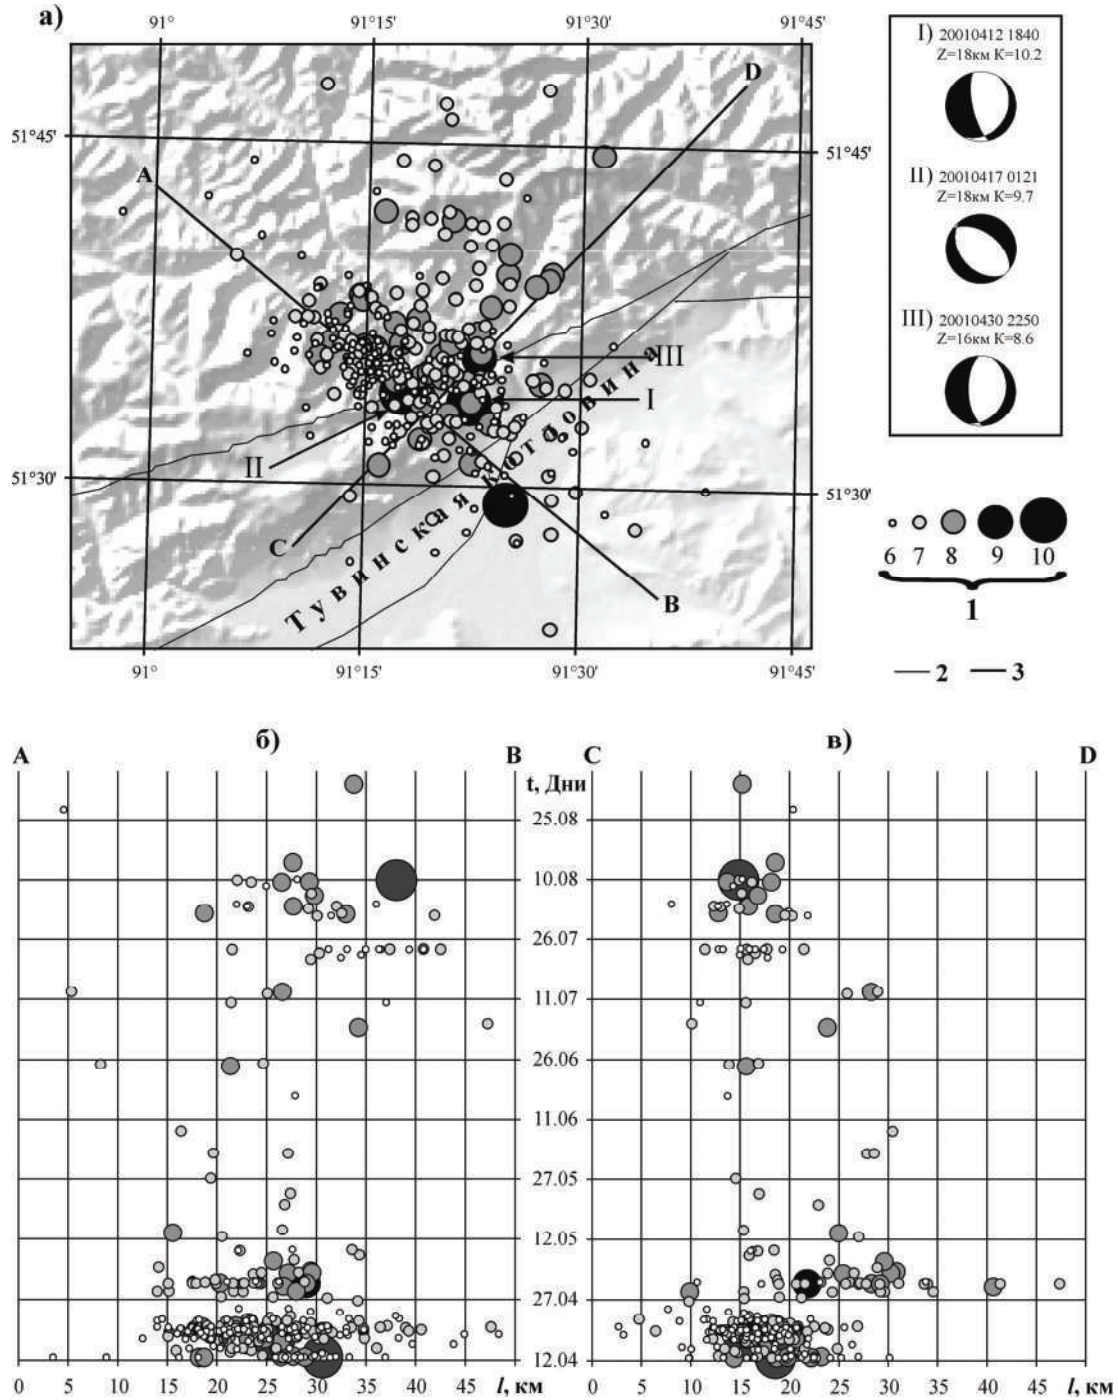 а)
91°
91°15'
91°30'
91°45'
51°45'
51°45'
51°30'
51°30'
A
D
III
I
II
C
B
Тувинская котловина
91°
91°15'
91°30'
91°45'
I) 20010412 1840
Z=18км K=10.2
II) 20010417 0121
Z=18км K=9.7
III) 20010430 2250
Z=16км K=8.6
6 7 8 9 10
1
2 3
б)
A B
t, Дни
25.08
10.08
26.07
11.07
26.06
11.06
27.05
12.05
27.04
12.04
0 5 10 15 20 25 30 35 40 45 l, км
в)
C D
0 5 10 15 20 25 30 35 40 45 l, км